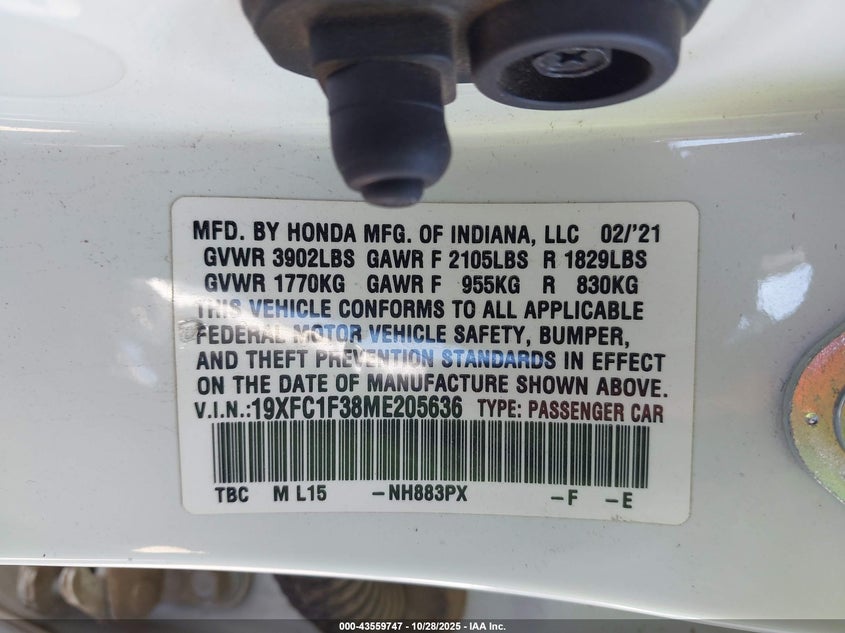 MFD. BY HONDA MFG. OF INDIANA, LLC 02/'21
GVWR 3902LBS GAWR F 2105LBS R 1829LBS
GVWR 1770KG GAWR F 955KG R 830KG
THIS VEHICLE CONFORMS TO ALL APPLICABLE
FEDERAL MOTOR VEHICLE SAFETY, BUMPER,
AND THEFT PREVENTION STANDARDS IN EFFECT
ON THE DATE OF MANUFACTURE SHOWN ABOVE.
V.I.N.:19XFC1F38ME205636 TYPE: PASSENGER CAR
TBC M L15 -NH883PX -F -E
000-43559747 - 10/28/2025 - IAA Inc.